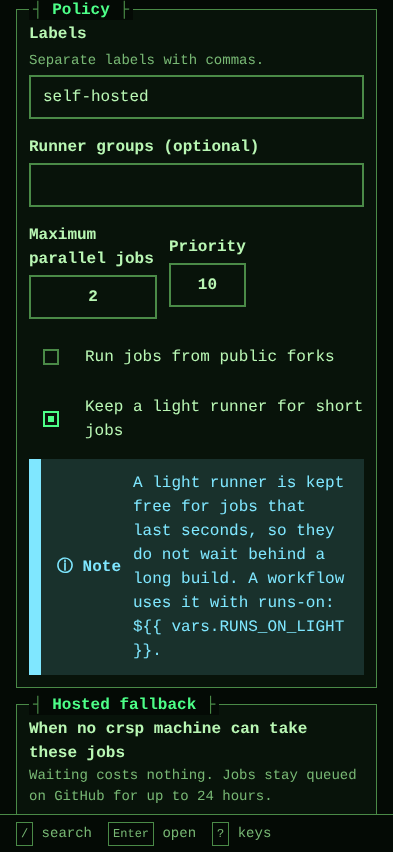 Policy
Labels
Separate labels with commas.
self-hosted
Runner groups (optional)
Maximum
parallel jobs
Priority
2
10
Run jobs from public forks
Keep a light runner for short
jobs
ⓘ Note
A light runner is kept
free for jobs that
last seconds, so they
do not wait behind a
long build. A workflow
uses it with runs-on:
${{ vars.RUNS_ON_LIGHT
}}.
Hosted fallback
When no crsp machine can take
these jobs
Waiting costs nothing. Jobs stay queued
on GitHub for up to 24 hours.
/ search Enter open ? keys